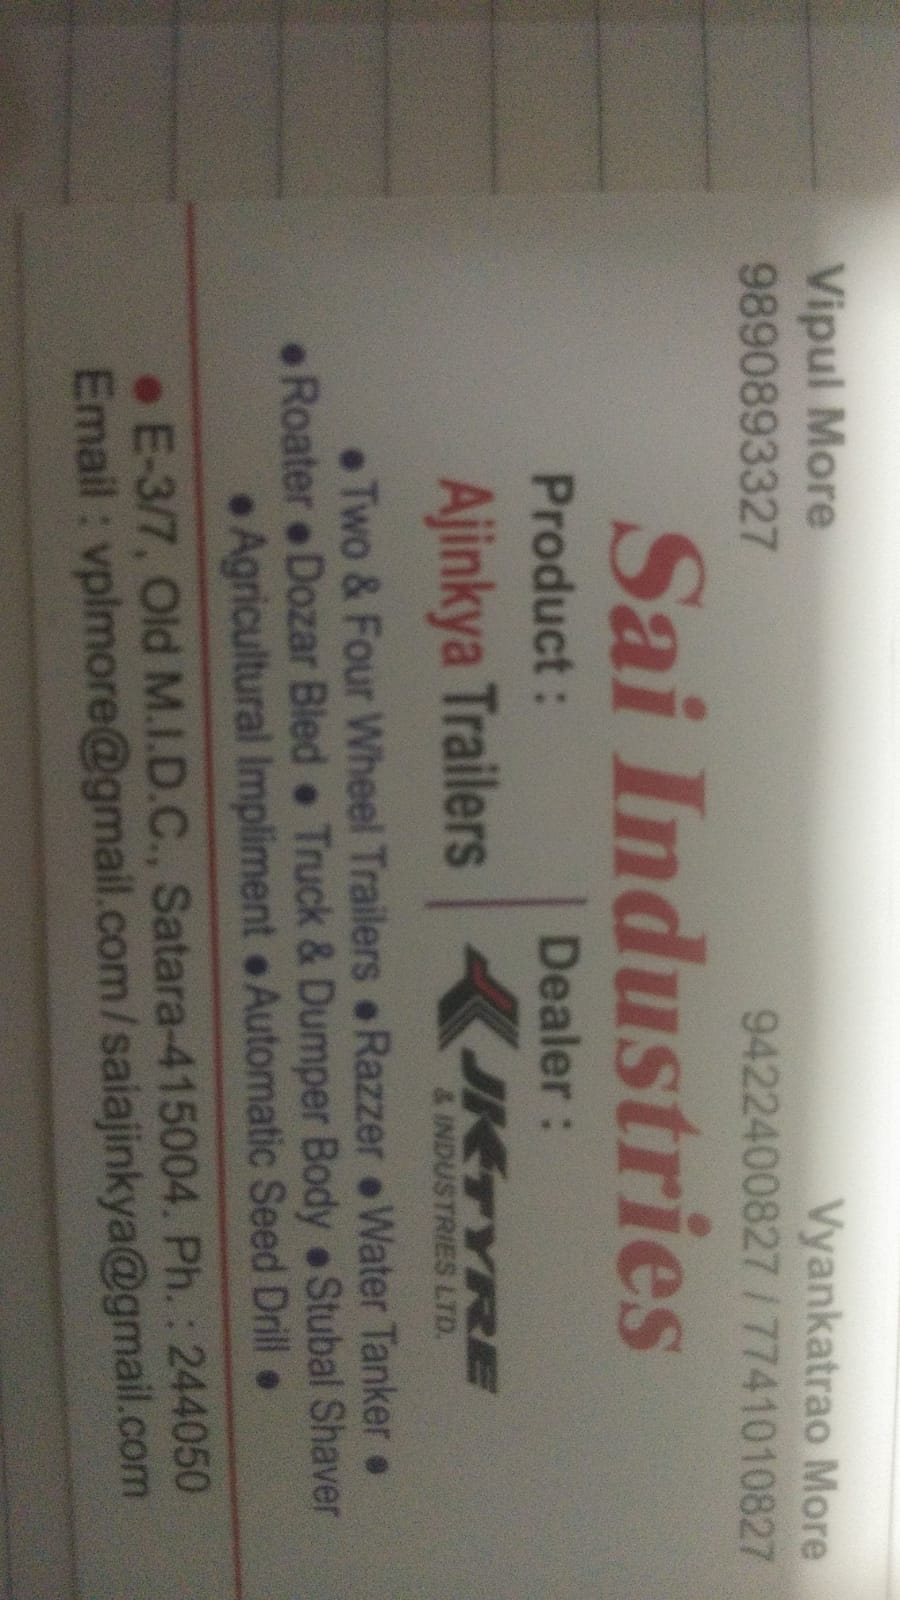 Vipul More
Vyankatrao More
9890893327
9422400827 / 7741010827
Sai Industries
Product :
Dealer :
Ajinkya Trailers
JK TYRE
& INDUSTRIES LTD.
• Two & Four Wheel Trailers • Razzer • Water Tanker •
• Roater • Dozar Bled • Truck & Dumper Body • Stubal Shaver
• Agricultural Impliment • Automatic Seed Drill •
• E-3/7, Old M.I.D.C., Satara-415004. Ph. : 244050
Email : vplmore@gmail.com / saiajinkya@gmail.com